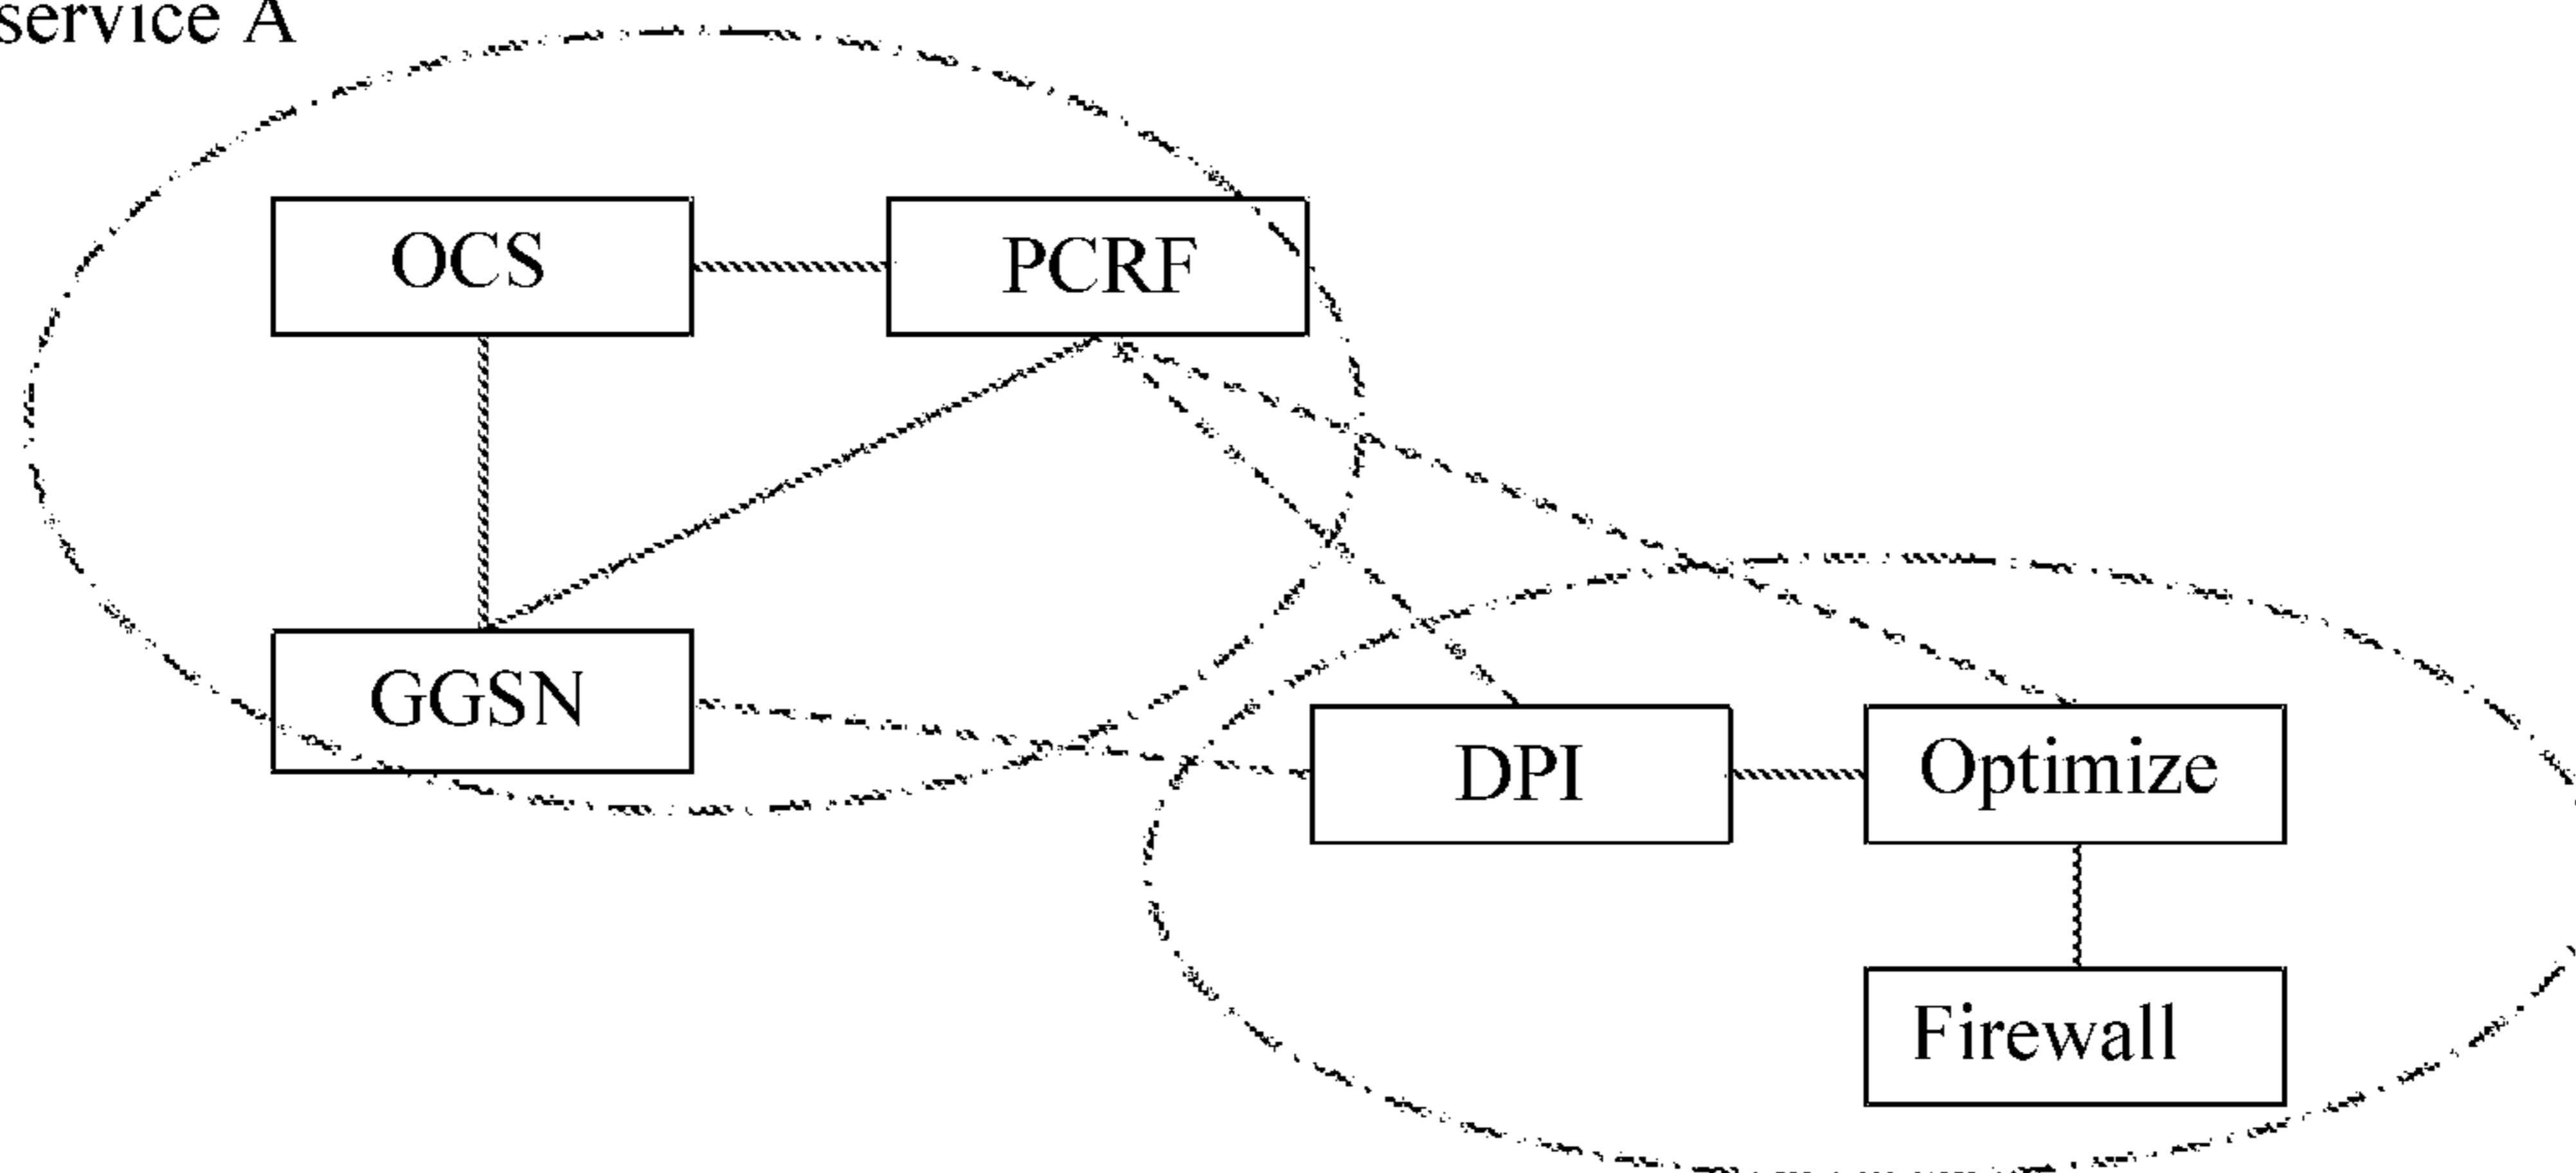 service A
OCS
PCRF
GGSN
DPI
Optimize
Firewall